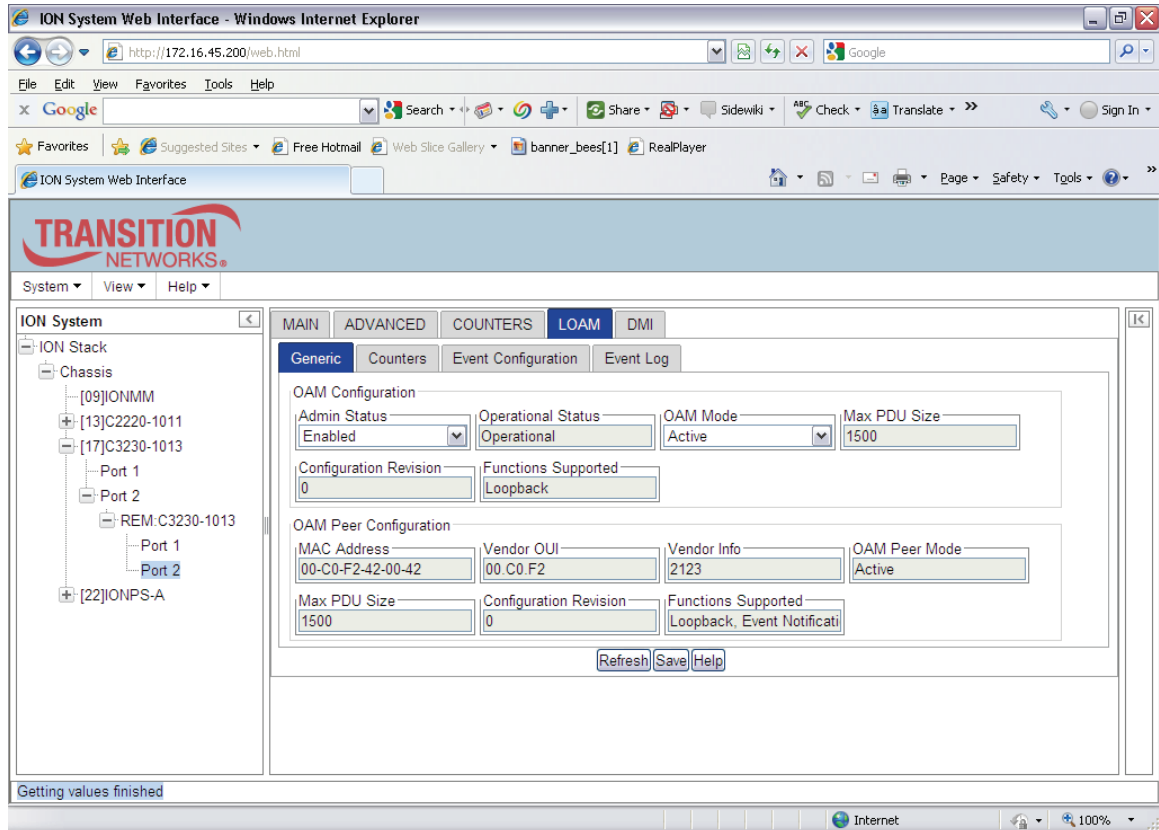 ION System Web Interface - Windows Internet Explorer
http://172.16.45.200/web.html
Google
File Edit View Favorites Tools Help
x Google Search Share Sidewiki Check Translate Sign In
Favorites Suggested Sites Free Hotmail Web Slice Gallery banner_bees[1] RealPlayer
ION System Web Interface Page Safety Tools
TRANSITION
NETWORKS®
System View Help
ION System
ION Stack
Chassis
[09]IONMM
[13]C2220-1011
[17]C3230-1013
Port 1
Port 2
REM:C3230-1013
Port 1
Port 2
[22]IONPS-A
MAIN ADVANCED COUNTERS LOAM DMI
Generic Counters Event Configuration Event Log
OAM Configuration
Admin Status Operational Status OAM Mode Max PDU Size
Enabled Operational Active 1500
Configuration Revision Functions Supported
0 Loopback
OAM Peer Configuration
MAC Address Vendor OUI Vendor Info OAM Peer Mode
00-C0-F2-42-00-42 00.C0.F2 2123 Active
Max PDU Size Configuration Revision Functions Supported
1500 0 Loopback, Event Notificati
Refresh Save Help
Getting values finished
Internet 100%